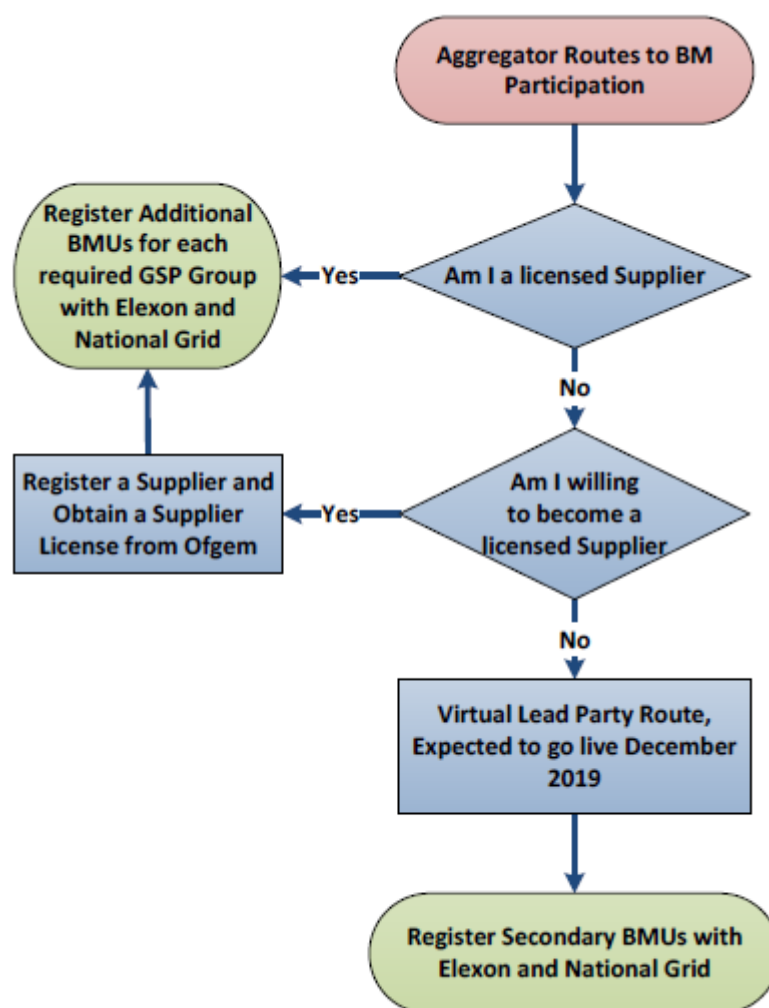 Aggregator Routes to BM
Participation
Register Additional
BMUs for each
required GSP Group
with Elexon and
National Grid
Yes
Am I a licensed Supplier
No
Register a Supplier and
Obtain a Supplier
License from Ofgem
Yes
Am I willing
to become a
licensed Supplier
No
Virtual Lead Party Route,
Expected to go live December
2019
Register Secondary BMUs with
Elexon and National Grid